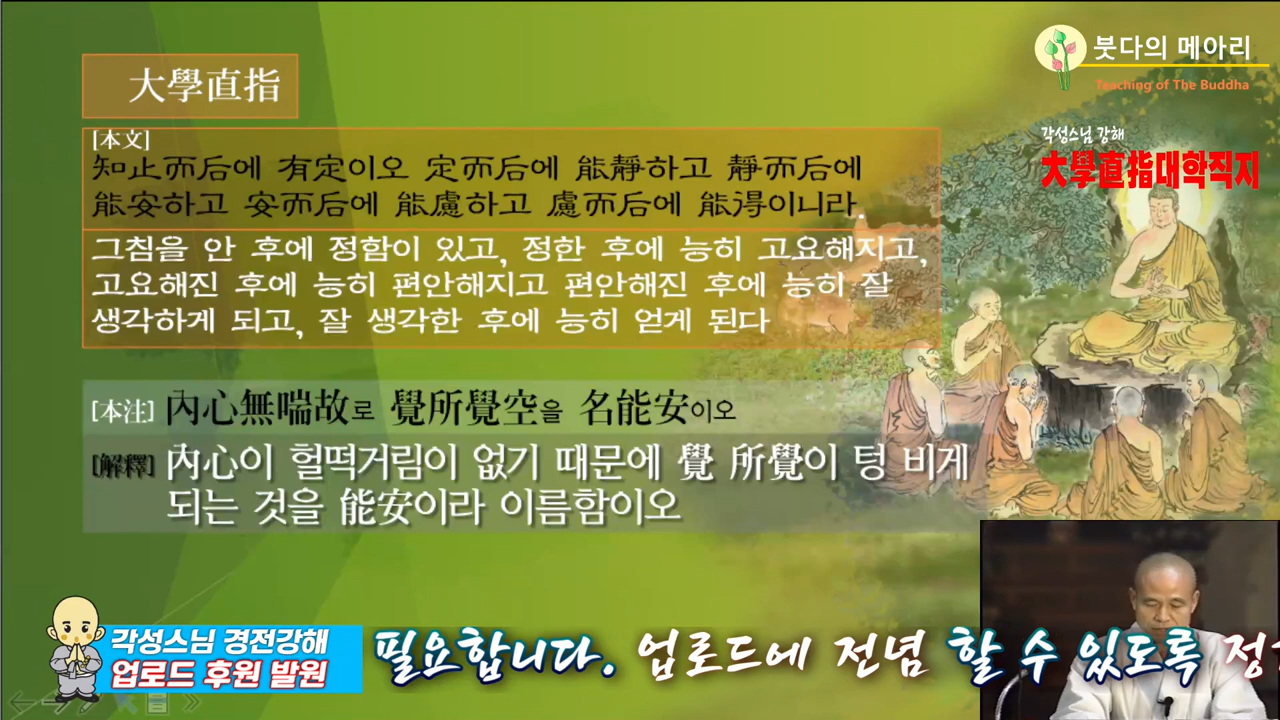 大學直指
붓다의 메아리
Teaching of The Buddha
각성스님 강해
大學直指대학직지
[本文]
知止而后에 有定이오 定而后에 能靜하고 靜而后에
能安하고 安而后에 能慮하고 慮而后에 能得이니라.
그침을 안 후에 정함이 있고, 정한 후에 능히 고요해지고,
고요해진 후에 능히 편안해지고 편안해진 후에 능히 잘
생각하게 되고, 잘 생각한 후에 능히 얻게 된다
[本注] 內心無喘故로 覺所覺空을 名能安이오
[解釋] 內心이 헐떡거림이 없기 때문에 覺 所覺이 텅 비게
되는 것을 能安이라 이름함이오
각성스님 경전강해
업로드 후원 발원
필요합니다. 업로드에 전념 할 수 있도록 정